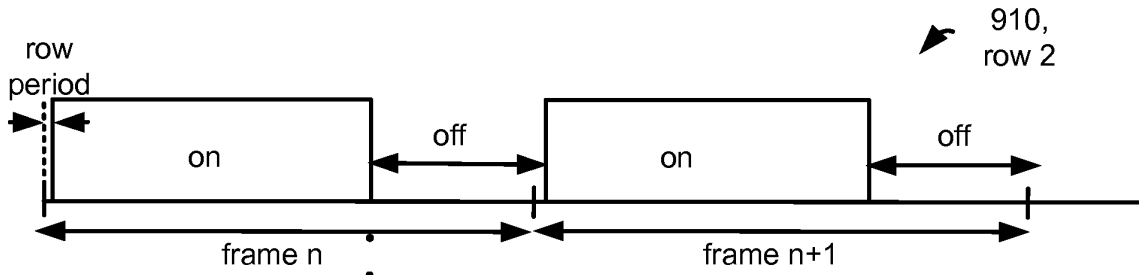 910,
row 2
row
period
on
off
on
off
frame n
frame n+1